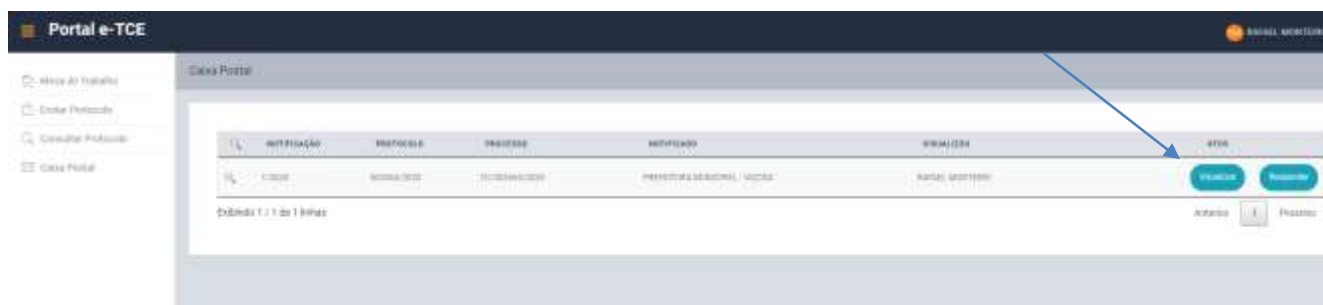 Portal e-TCE
RAFAEL MONTEIRO
Mesa de Trabalho
Enviar Protocolo
Consultar Protocolo
Caixa Portal
Caixa Portal
NOTIFICAÇÃO PROTOCOLO PROCESSO NOTIFICADO VISUALIZOU ATOS
PREFEITURA MUNICIPAL - RAFAEL MONTEIRO Visualizar Responder
Exibindo 1 / 1 de 1 linhas
Anterior 1 Próximo